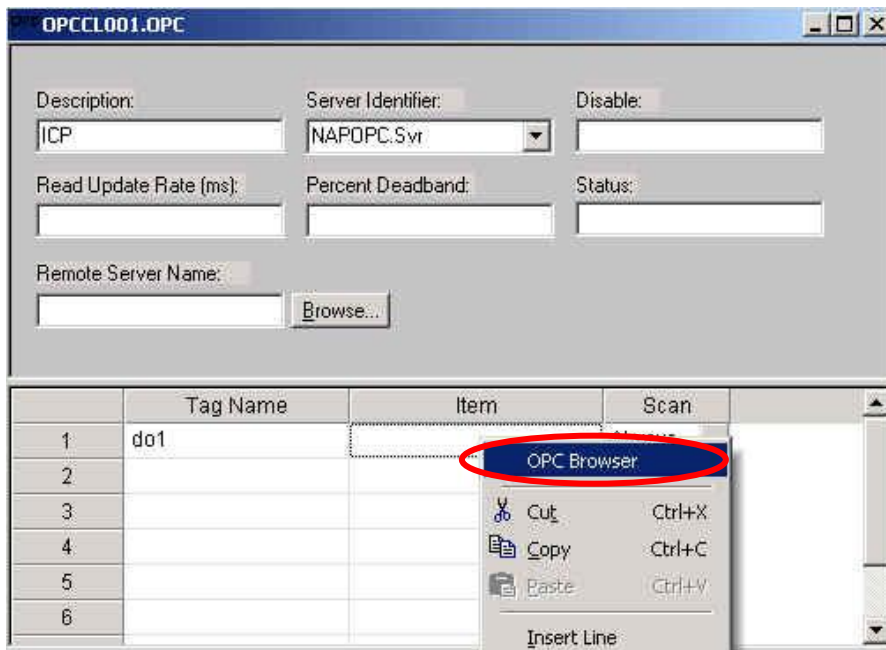 OPCCL001.OPC
Description: Server Identifier: Disable:
ICP NAPOPC.Svr
Read Update Rate (ms): Percent Deadband: Status:
Remote Server Name:
Browse...
Tag Name Item Scan
1 do1
OPC Browser
2
3 Cut Ctrl+X
4 Copy Ctrl+C
5 Paste Ctrl+V
6
Insert Line